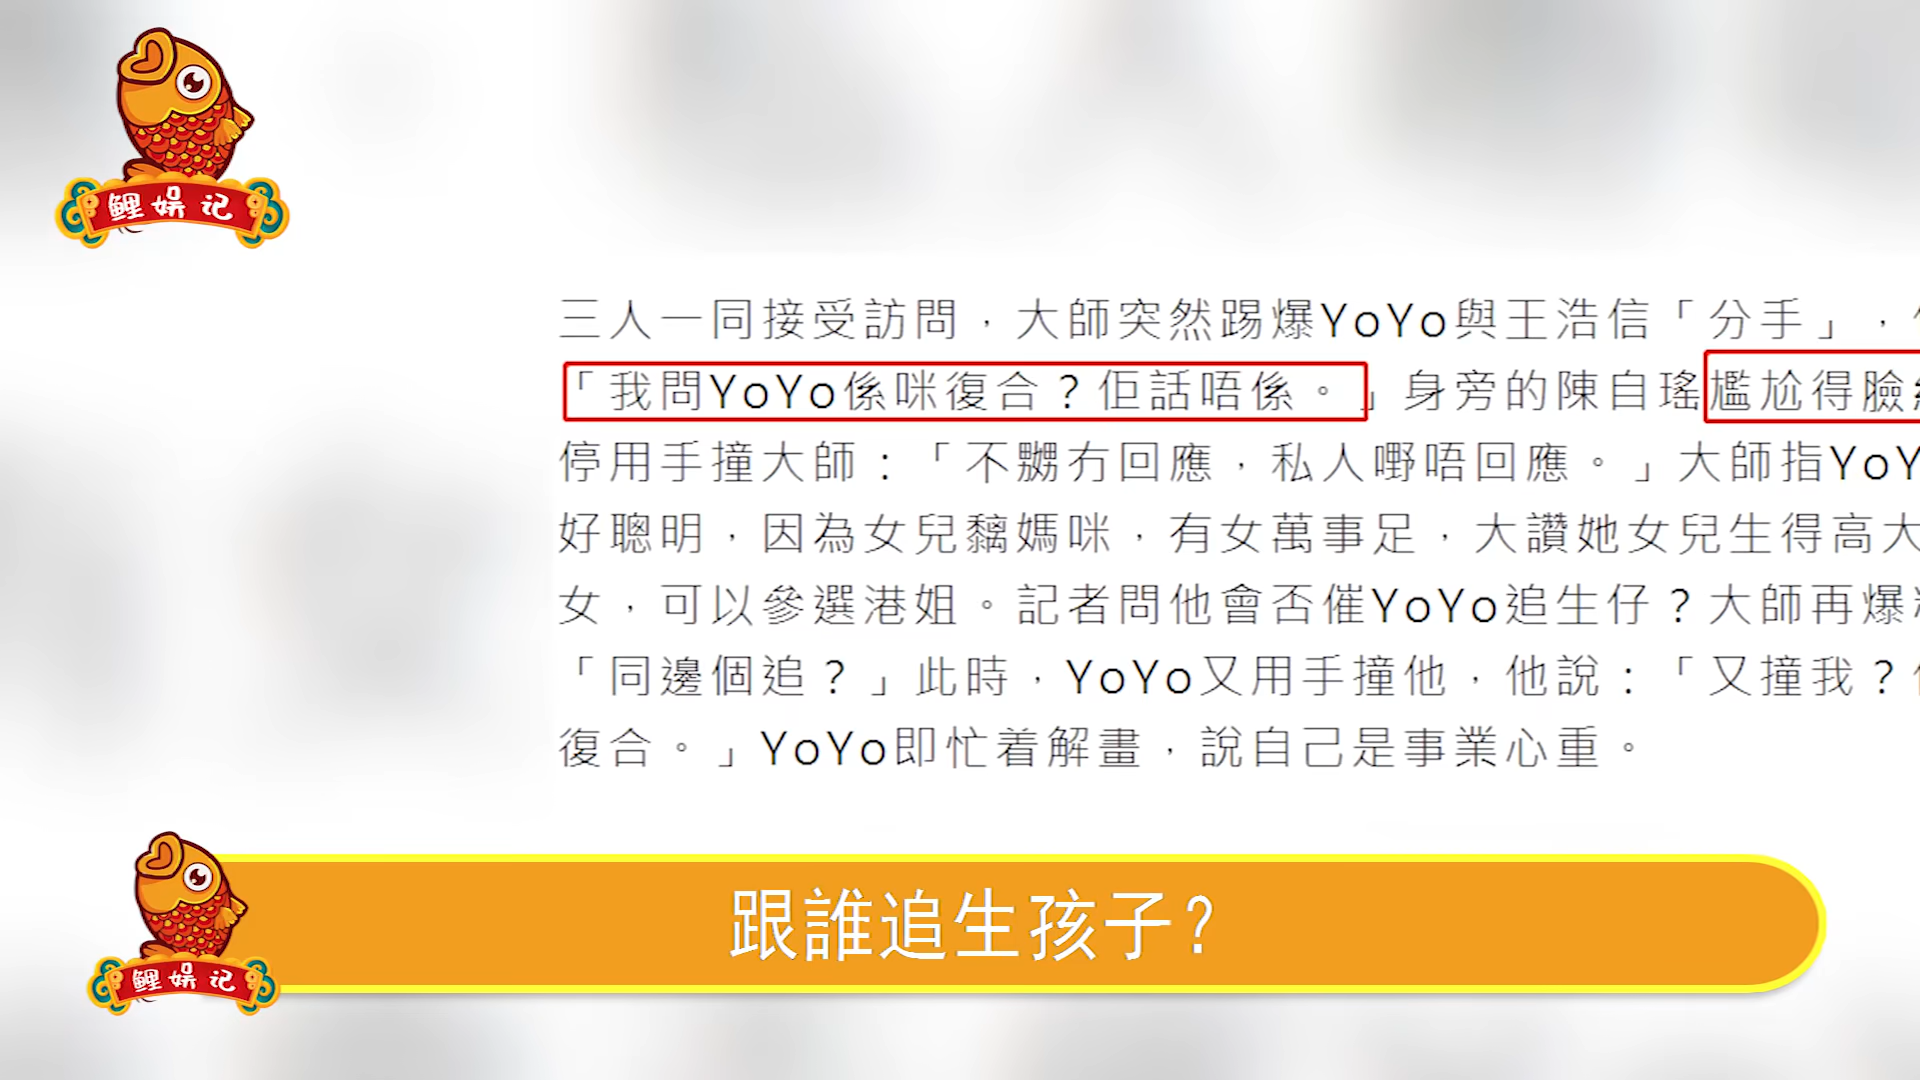 鲤娱记
三人一同接受訪問，大師突然踢爆YoYo與王浩信「分手」，
「我問YoYo係咪復合？佢話唔係。」身旁的陳自瑤尷尬得臉
停用手撞大師：「不嬲冇回應，私人嘢唔回應。」大師指YoY
好聰明，因為女兒黐媽咪，有女萬事足，大讚她女兒生得高大
女，可以參選港姐。記者問他會否催YoYo追生仔？大師再爆
「同邊個追？」此時，YoYo又用手撞他，他說：「又撞我？
復合。」YoYo即忙着解畫，說自己是事業心重。
跟誰追生孩子？
鲤娱记